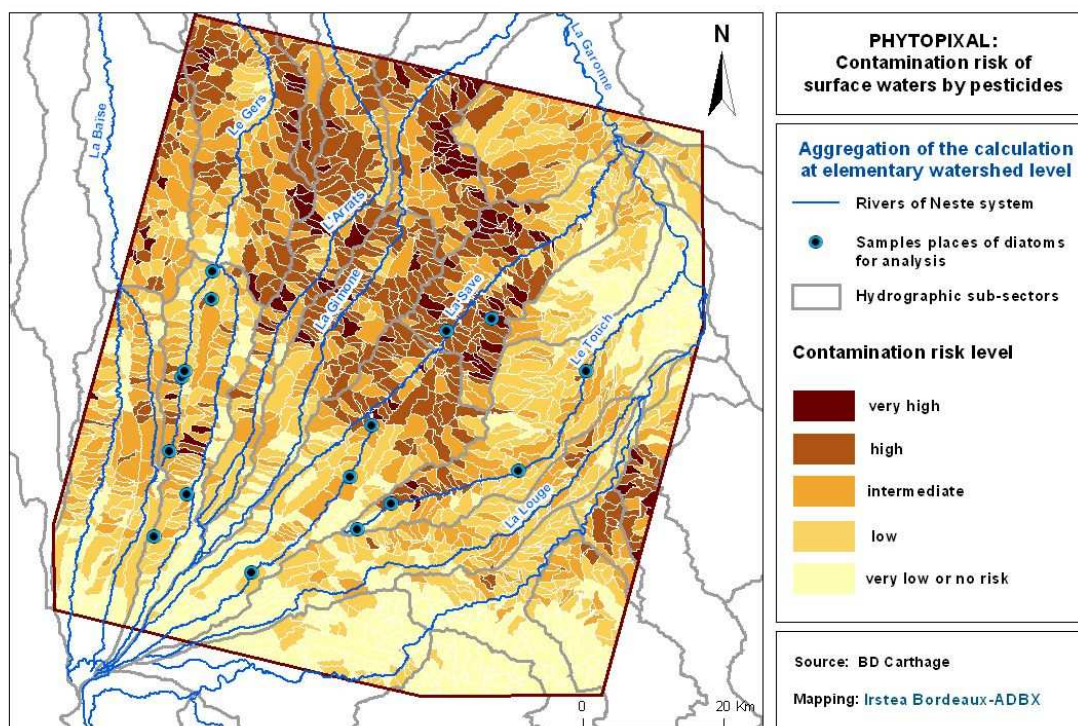 La Garonne
N
La Baïse
Le Gers
L'Arrats
La Gimone
La Save
Le Touch
La Louge
0 20 Km
PHYTOPIXAL:
Contamination risk of
surface waters by pesticides
Aggregation of the calculation
at elementary watershed level
Rivers of Neste system
Samples places of diatoms
for analysis
Hydrographic sub-sectors
Contamination risk level
very high
high
intermediate
low
very low or no risk
Source: BD Carthage
Mapping: Irstea Bordeaux-ADBX